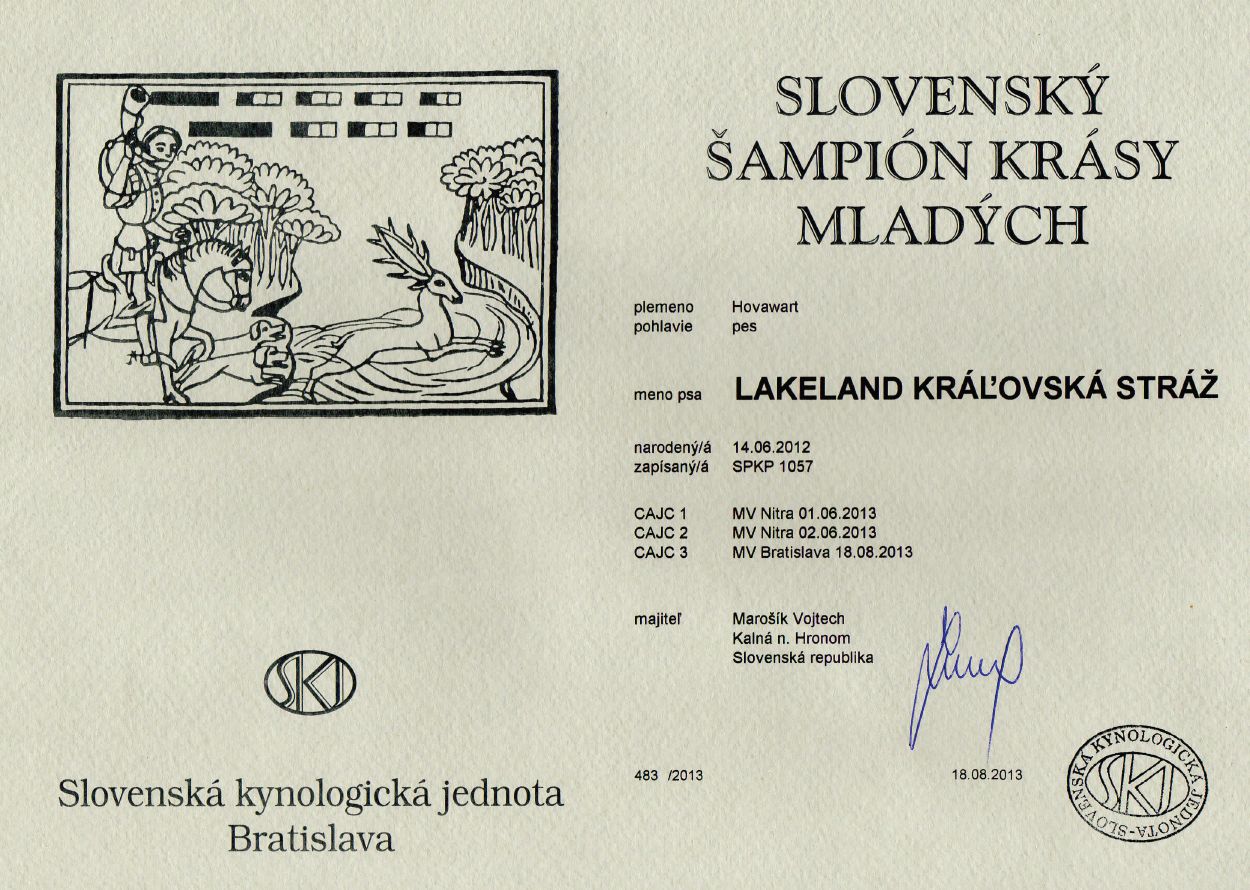 SLOVENSKÝ
ŠAMPIÓN KRÁSY
MLADÝCH
plemeno Hovawart
pohlavie pes
meno psa LAKELAND KRÁĽOVSKÁ STRÁŽ
narodený/á 14.06.2012
zapísaný/á SPKP 1057
CAJC 1 MV Nitra 01.06.2013
CAJC 2 MV Nitra 02.06.2013
CAJC 3 MV Bratislava 18.08.2013
majiteľ Marošík Vojtech
Kalná n. Hronom
Slovenská republika
483 /2013 18.08.2013
SKJ
Slovenská kynologická jednota
Bratislava
SLOVENSKÁ KYNOLOGICKÁ JEDNOTA
SKJ